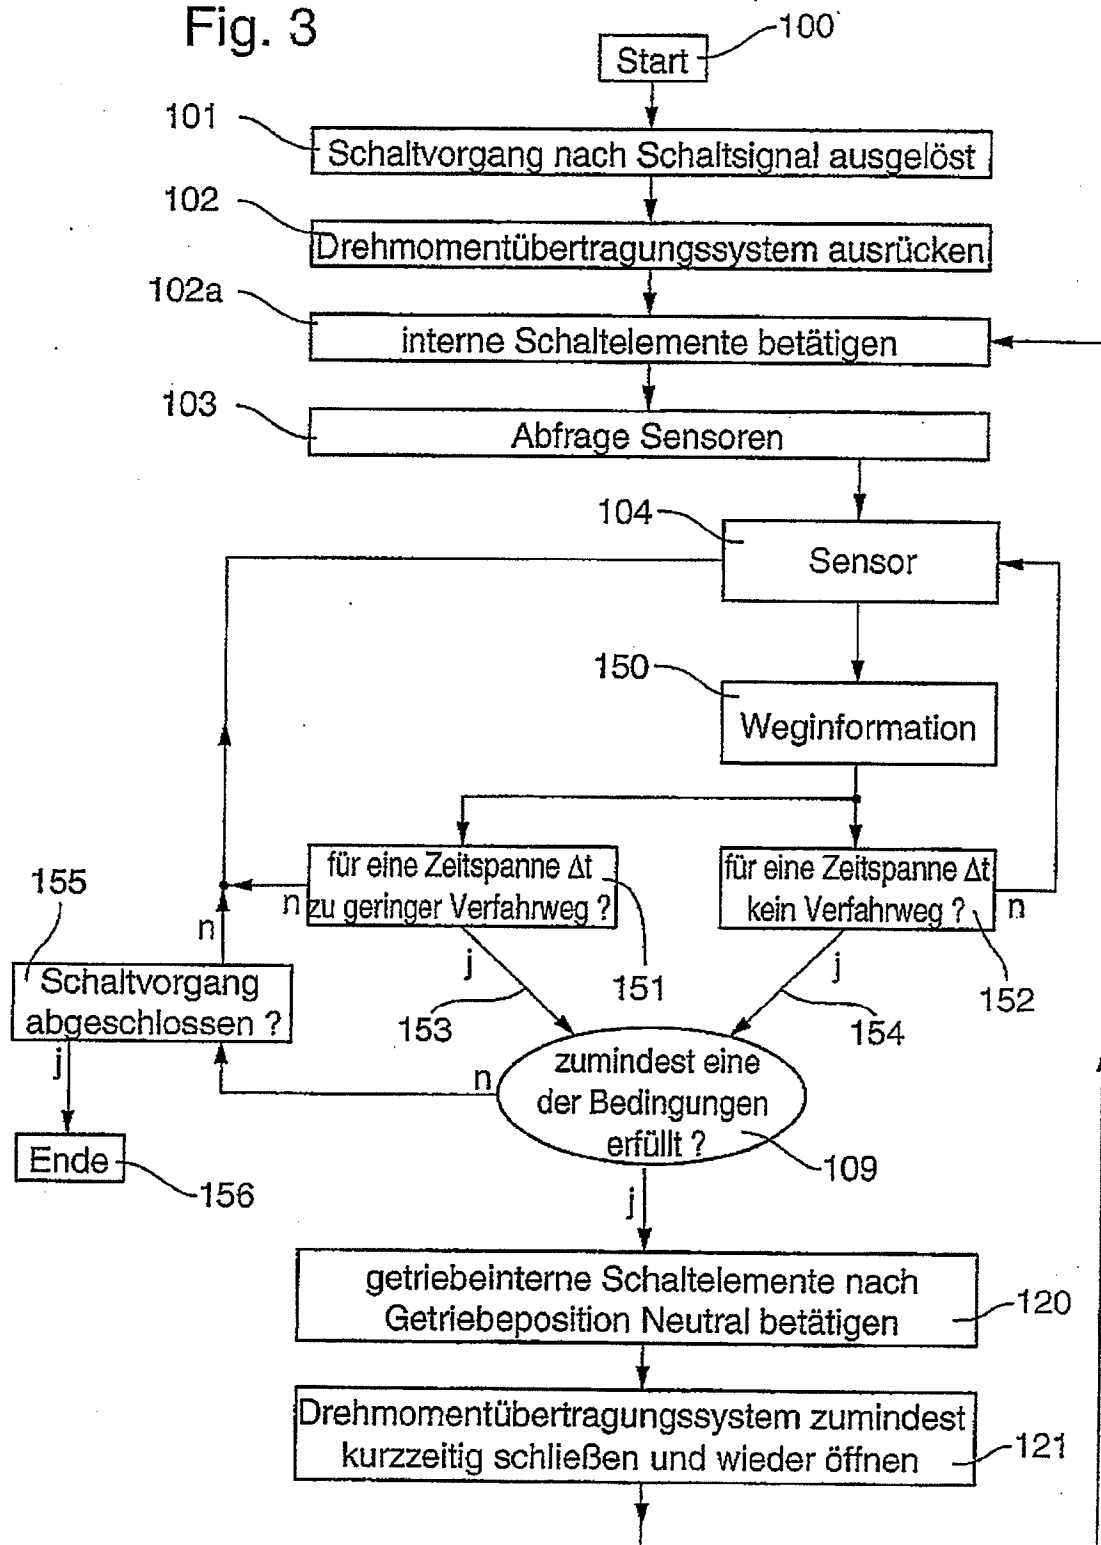 Fig. 3
100
Start
101
Schaltvorgang nach Schaltsignal ausgelöst
102
Drehmomentübertragungssystem ausrücken
102a
interne Schaltelemente betätigen
103
Abfrage Sensoren
104
Sensor
150
Weginformation
für eine Zeitspanne Δt
zu geringer Verfahrweg ?
n
151
j
153
für eine Zeitspanne Δt
kein Verfahrweg ?
n
152
j
154
155
n
Schaltvorgang
abgeschlossen ?
j
Ende
156
n
zumindest eine
der Bedingungen
erfüllt ?
109
j
getriebeinterne Schaltelemente nach
Getriebeposition Neutral betätigen
120
Drehmomentübertragungssystem zumindest
kurzzeitig schließen und wieder öffnen
121